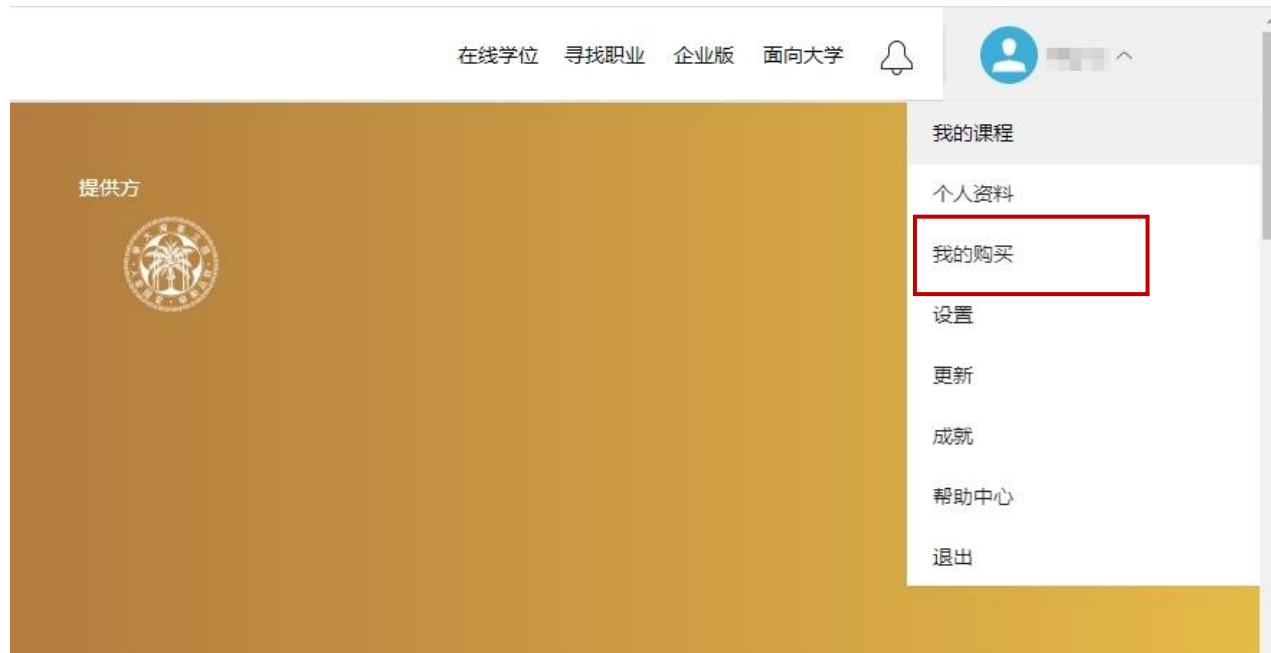 在线学位 寻找职业 企业版 面向大学
我的课程
提供方
个人资料
我的购买
设置
更新
成就
帮助中心
退出